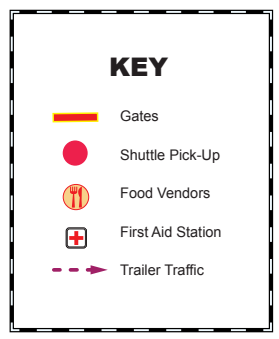 KEY
Gates
Shuttle Pick-Up
Food Vendors
First Aid Station
Trailer Traffic